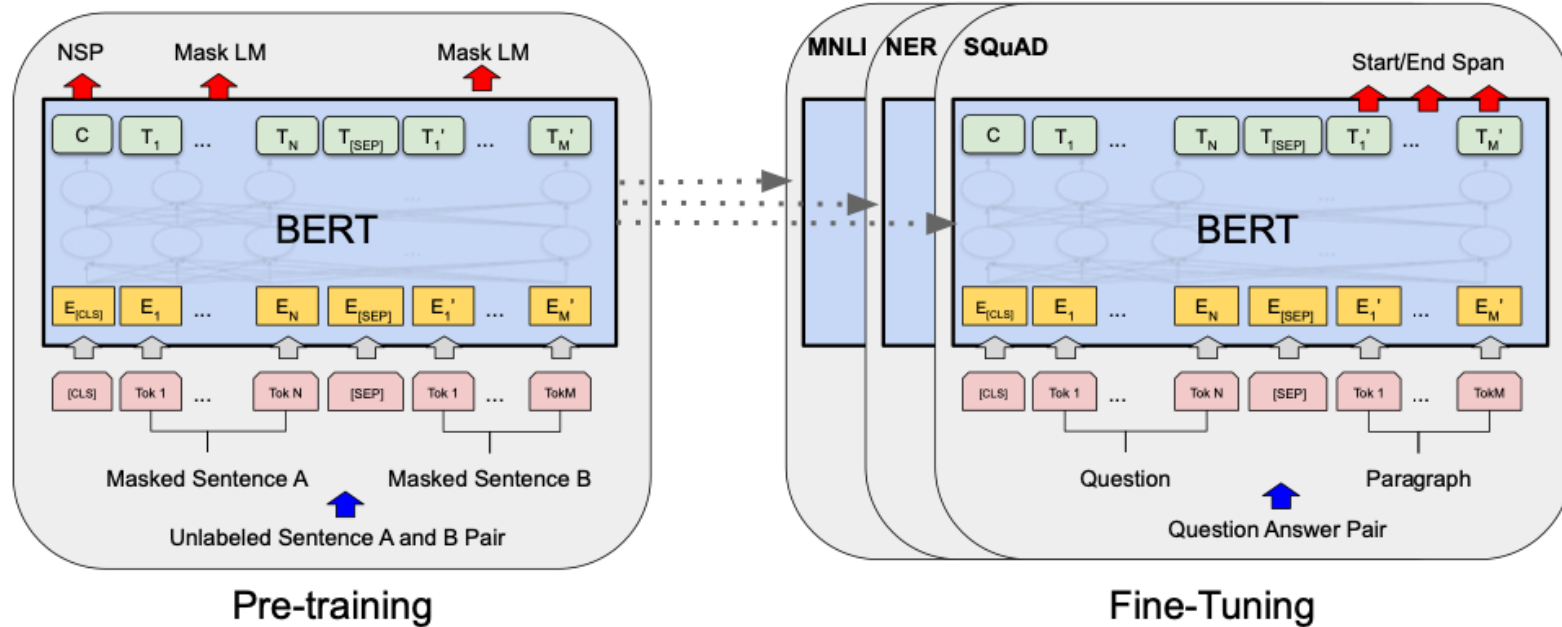 NSP Mask LM Mask LM
C T1 ... TN T[SEP] T1' ... TM'
...
BERT
...
E[CLS] E1 ... EN E[SEP] E1' ... EM'
[CLS] Tok 1 ... Tok N [SEP] Tok 1 ... TokM
Masked Sentence A Masked Sentence B
Unlabeled Sentence A and B Pair
Pre-training
MNLI NER SQuAD
Start/End Span
C T1 ... TN T[SEP] T1' ... TM'
...
BERT
...
E[CLS] E1 ... EN E[SEP] E1' ... EM'
[CLS] Tok 1 ... Tok N [SEP] Tok 1 ... TokM
Question Paragraph
Question Answer Pair
Fine-Tuning